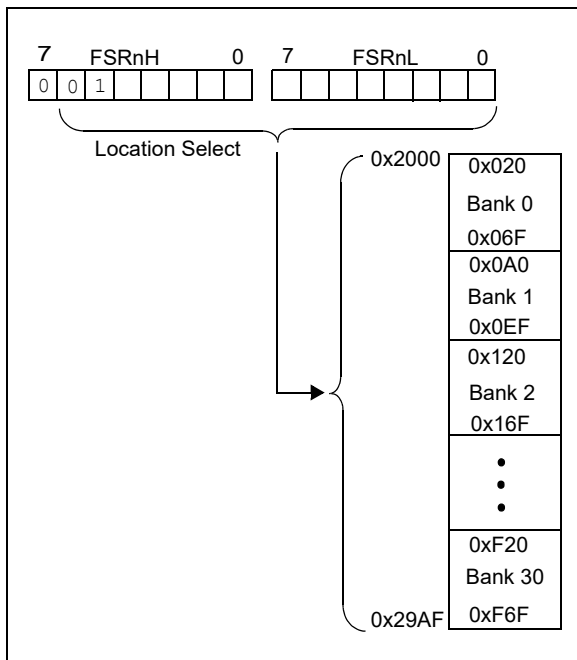 7 FSRnH 0 7 FSRnL 0
0 0 1
Location Select
0x2000
0x020
Bank 0
0x06F
0x0A0
Bank 1
0x0EF
0x120
Bank 2
0x16F
0xF20
Bank 30
0x29AF
0xF6F